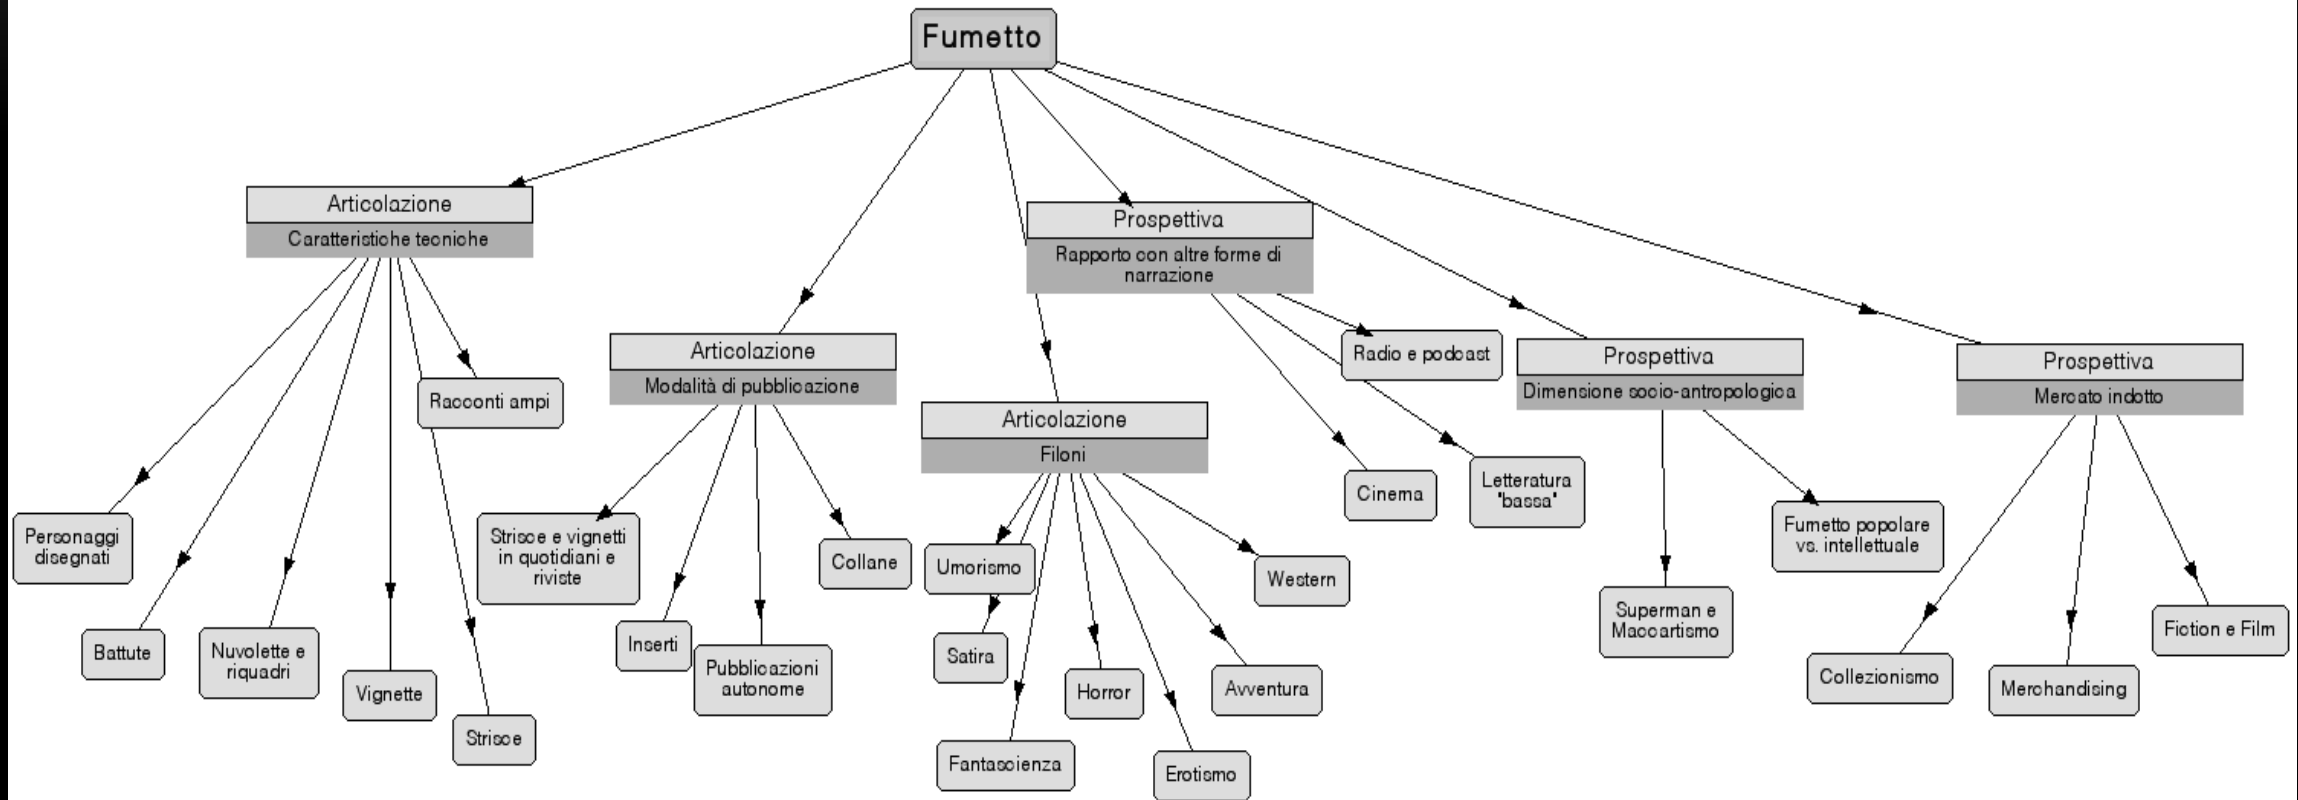 Fumetto
Articolazione
Caratteristiche tecniche
Personaggi
disegnati
Battute
Nuvolette e
riquadri
Vignette
Strisce
Racconti ampi
Articolazione
Modalità di pubblicazione
Strisce e vignetti
in quotidiani e
riviste
Inserti
Pubblicazioni
autonome
Collane
Articolazione
Filoni
Umorismo
Satira
Fantascienza
Horror
Erotismo
Avventura
Western
Prospettiva
Rapporto con altre forme di
narrazione
Cinema
Letteratura
"bassa"
Radio e podcast
Prospettiva
Dimensione socio-antropologica
Superman e
Maccartismo
Fumetto popolare
vs. intellettuale
Prospettiva
Mercato indotto
Collezionismo
Merchandising
Fiction e Film